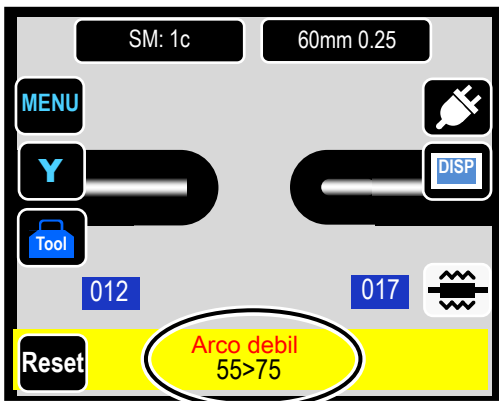 SM: 1c
60mm 0.25
MENU
Y
DISP
Tool
012
017
Reset
Arco debil
55>75